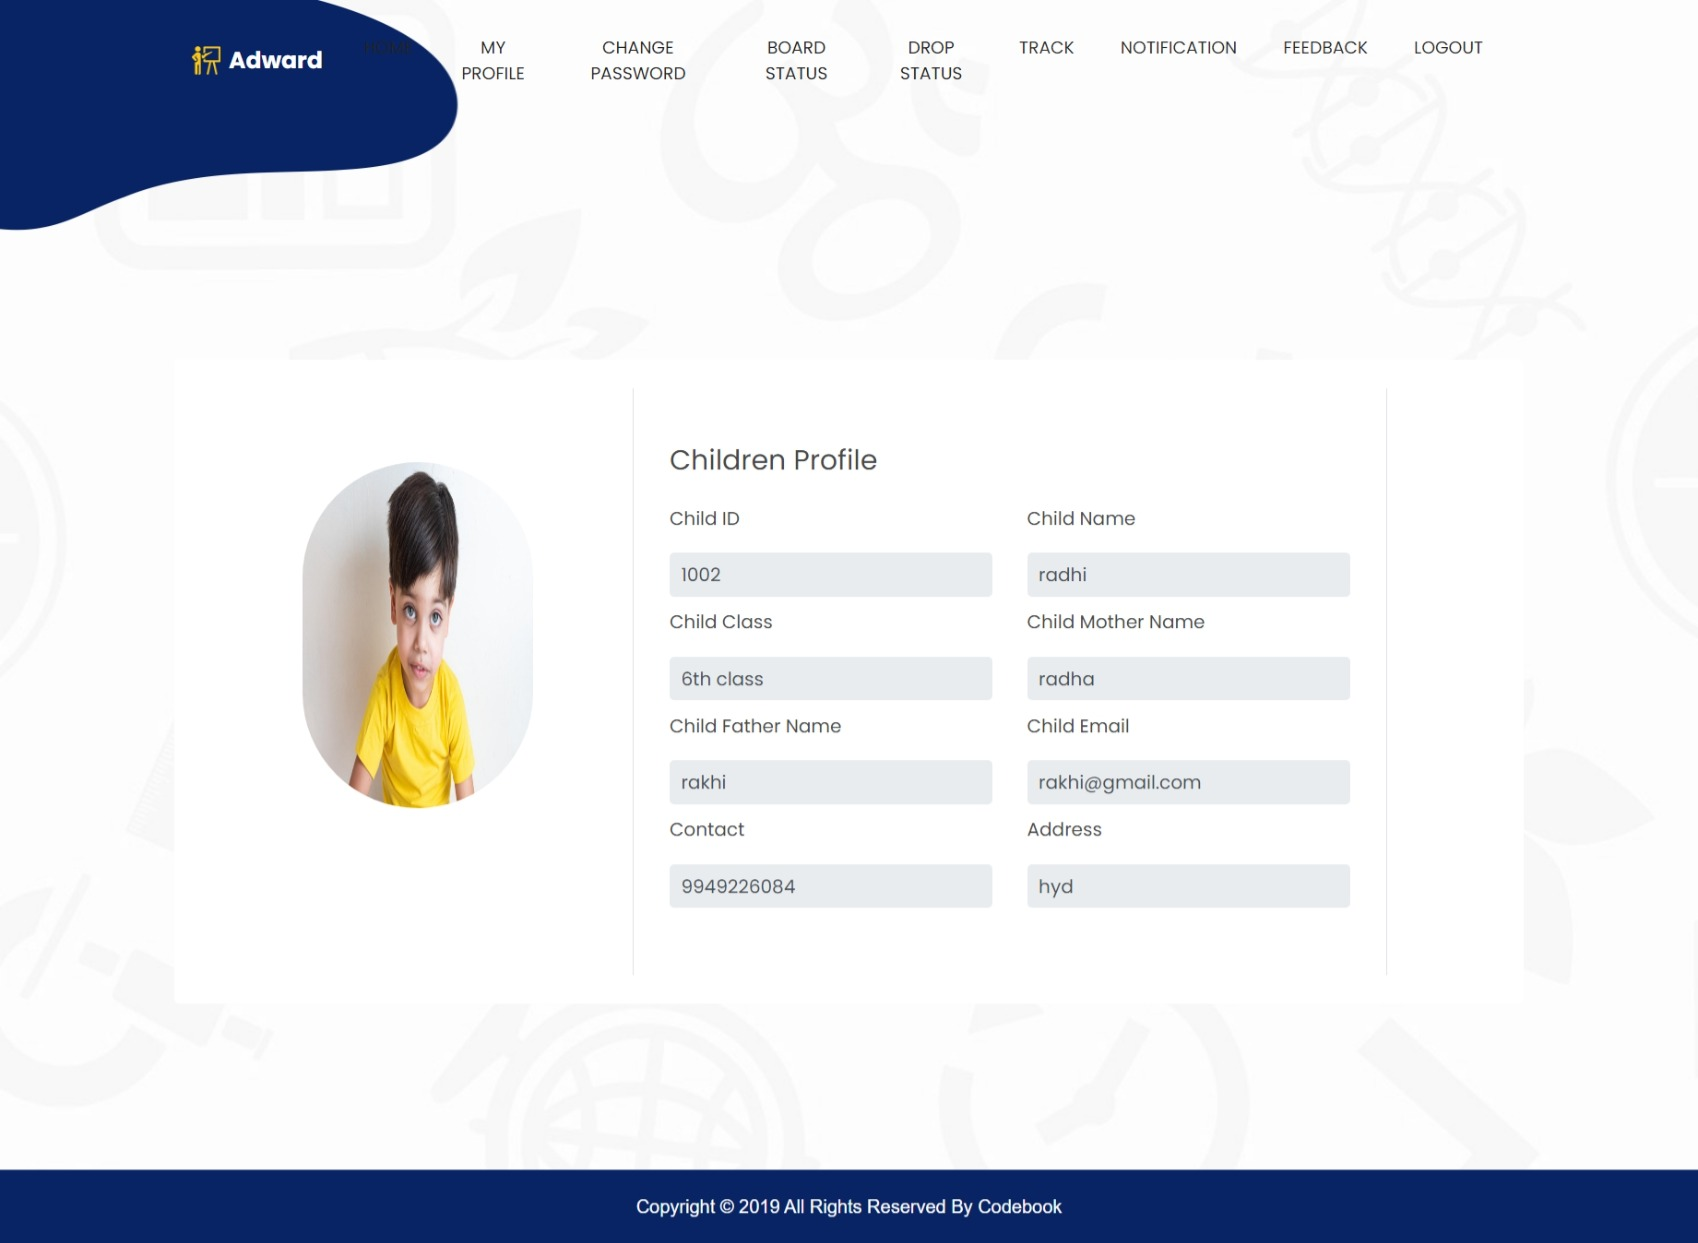 Adward
HOME
MY PROFILE
CHANGE PASSWORD
BOARD STATUS
DROP STATUS
TRACK
NOTIFICATION
FEEDBACK
LOGOUT
Children Profile
Child ID
Child Name
1002
radhi
Child Class
Child Mother Name
6th class
radha
Child Father Name
Child Email
rakhi
rakhi@gmail.com
Contact
Address
9949226084
hyd
Copyright © 2019 All Rights Reserved By Codebook